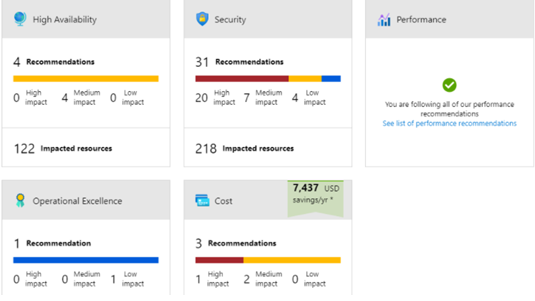 High Availability
4 Recommendations
0 High impact 4 Medium impact 0 Low impact
122 Impacted resources
Security
31 Recommendations
20 High impact 7 Medium impact 4 Low impact
218 Impacted resources
Performance
You are following all of our performance
recommendations
See list of performance recommendations
Operational Excellence
1 Recommendation
0 High impact 0 Medium impact 1 Low impact
Cost
7,437 USD
savings/yr *
3 Recommendations
1 High impact 2 Medium impact 0 Low impact